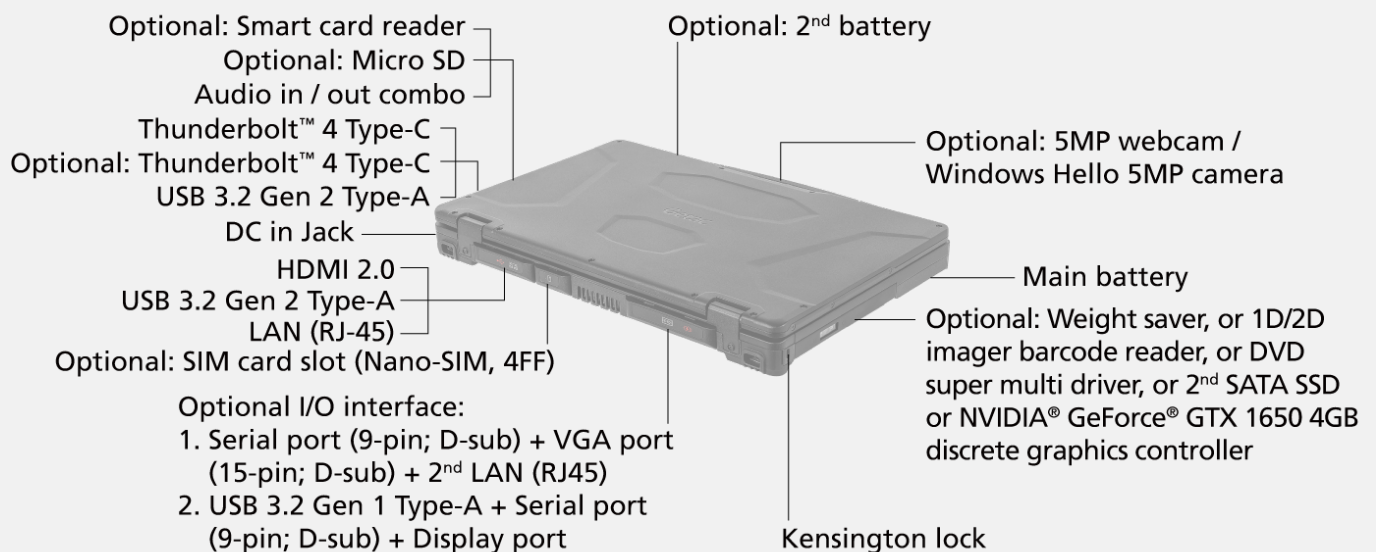 Optional: Smart card reader
Optional: Micro SD
Audio in / out combo
Thunderbolt™ 4 Type-C
Optional: Thunderbolt™ 4 Type-C
USB 3.2 Gen 2 Type-A
DC in Jack
HDMI 2.0
USB 3.2 Gen 2 Type-A
LAN (RJ-45)
Optional: SIM card slot (Nano-SIM, 4FF)
Optional I/O interface:
1. Serial port (9-pin; D-sub) + VGA port
(15-pin; D-sub) + 2nd LAN (RJ45)
2. USB 3.2 Gen 1 Type-A + Serial port
(9-pin; D-sub) + Display port
Optional: 2nd battery
Optional: 5MP webcam /
Windows Hello 5MP camera
Main battery
Optional: Weight saver, or 1D/2D
imager barcode reader, or DVD
super multi driver, or 2nd SATA SSD
or NVIDIA® GeForce® GTX 1650 4GB
discrete graphics controller
Kensington lock